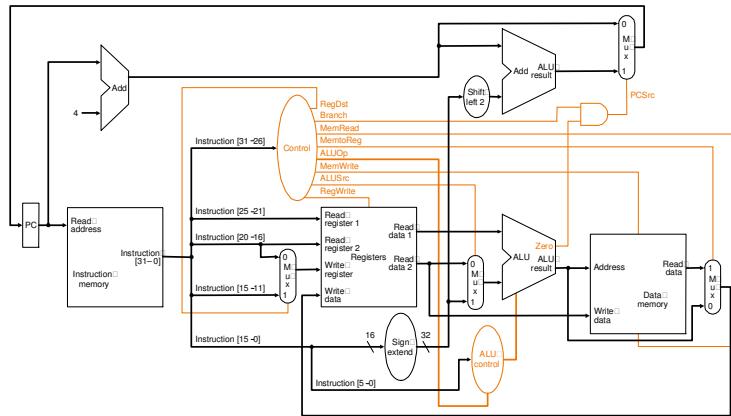 0
M
u
x
1
Add
ALU
result
Add
4
Shift
left 2
PCSrc
RegDst
Branch
MemRead
MemtoReg
ALUOp
MemWrite
ALUSrc
RegWrite
Control
Instruction [31–26]
Instruction [25–21]
Instruction [20–16]
Instruction [15–11]
Instruction [15–0]
Instruction [5–0]
PC
Read
address
Instruction
[31–0]
Instruction
memory
0
M
u
x
1
Read
register 1
Read
register 2
Write
register
Write
data
Registers
Read
data 1
Read
data 2
0
M
u
x
1
Zero
ALU
ALU
result
Address
Write
data
Read
data
Data
memory
1
M
u
x
0
16
Sign
extend
32
ALU
control